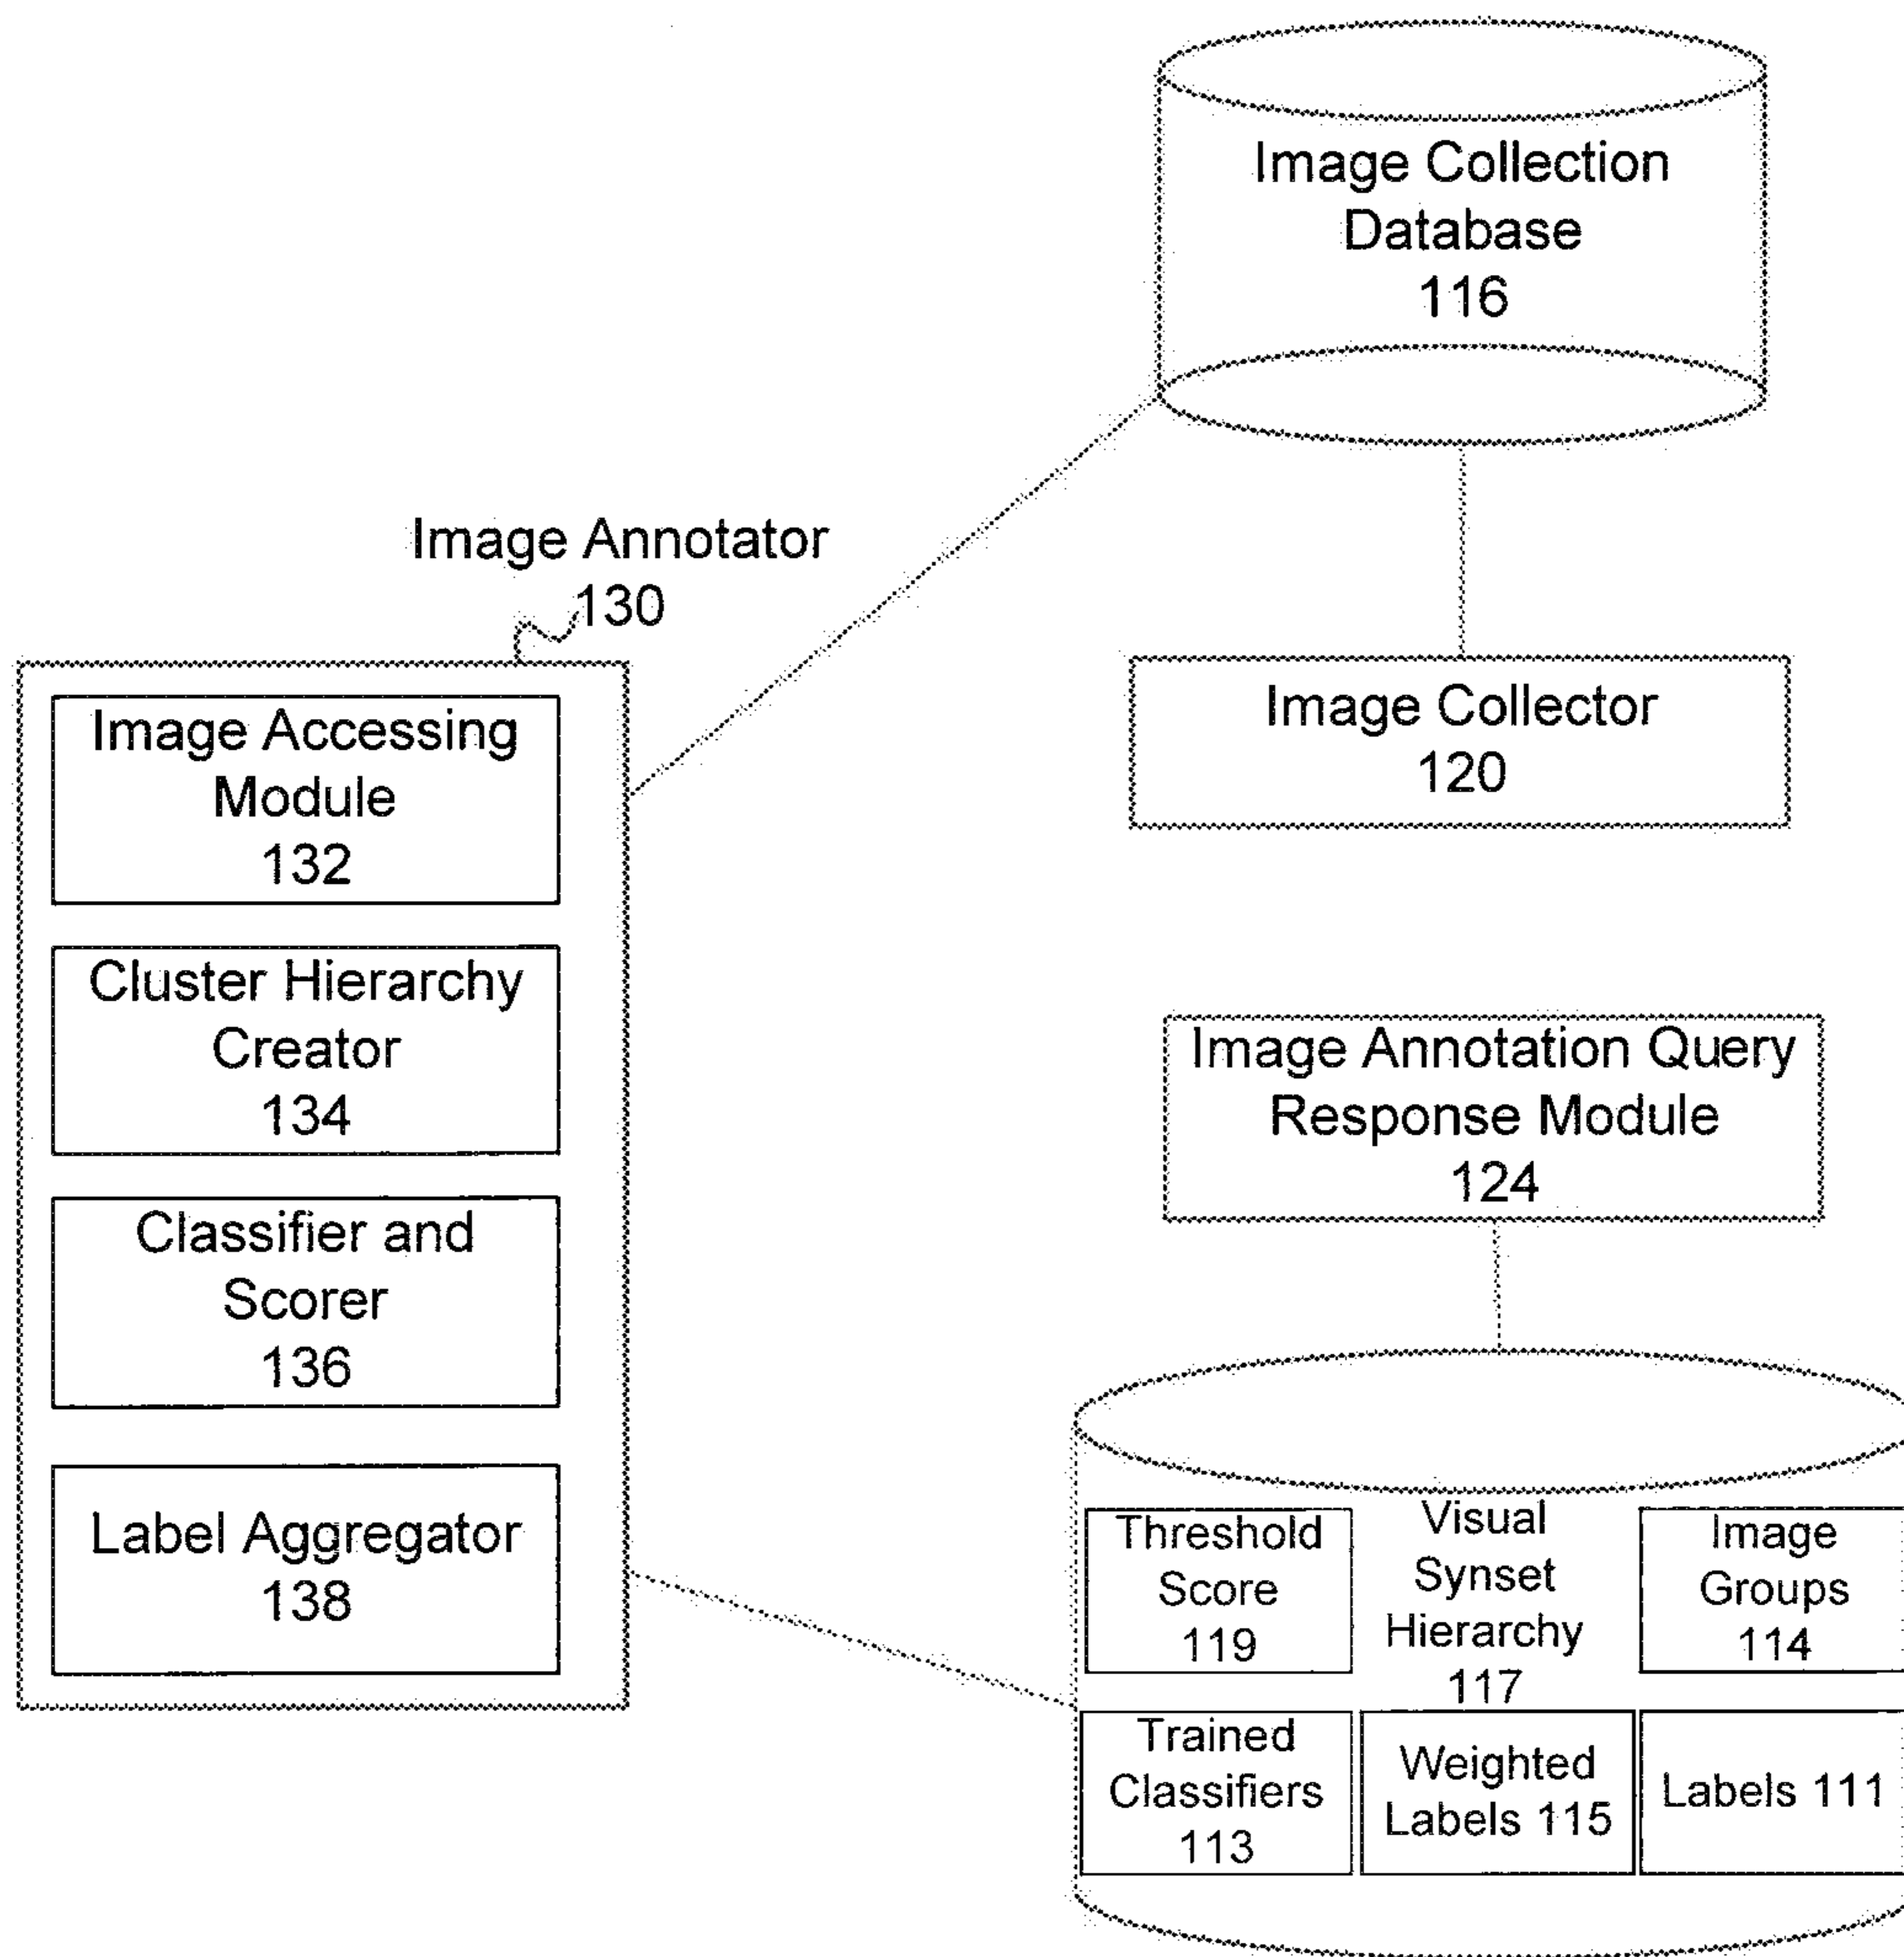 Image Collection
Database
116
Image Annotator
130
Image Collector
120
Image Accessing
Module
132
Cluster Hierarchy
Creator
134
Classifier and
Scorer
136
Label Aggregator
138
Image Annotation Query
Response Module
124
Visual
Synset
Hierarchy
117
Threshold
Score
119
Image
Groups
114
Trained
Classifiers
113
Weighted
Labels 115
Labels 111